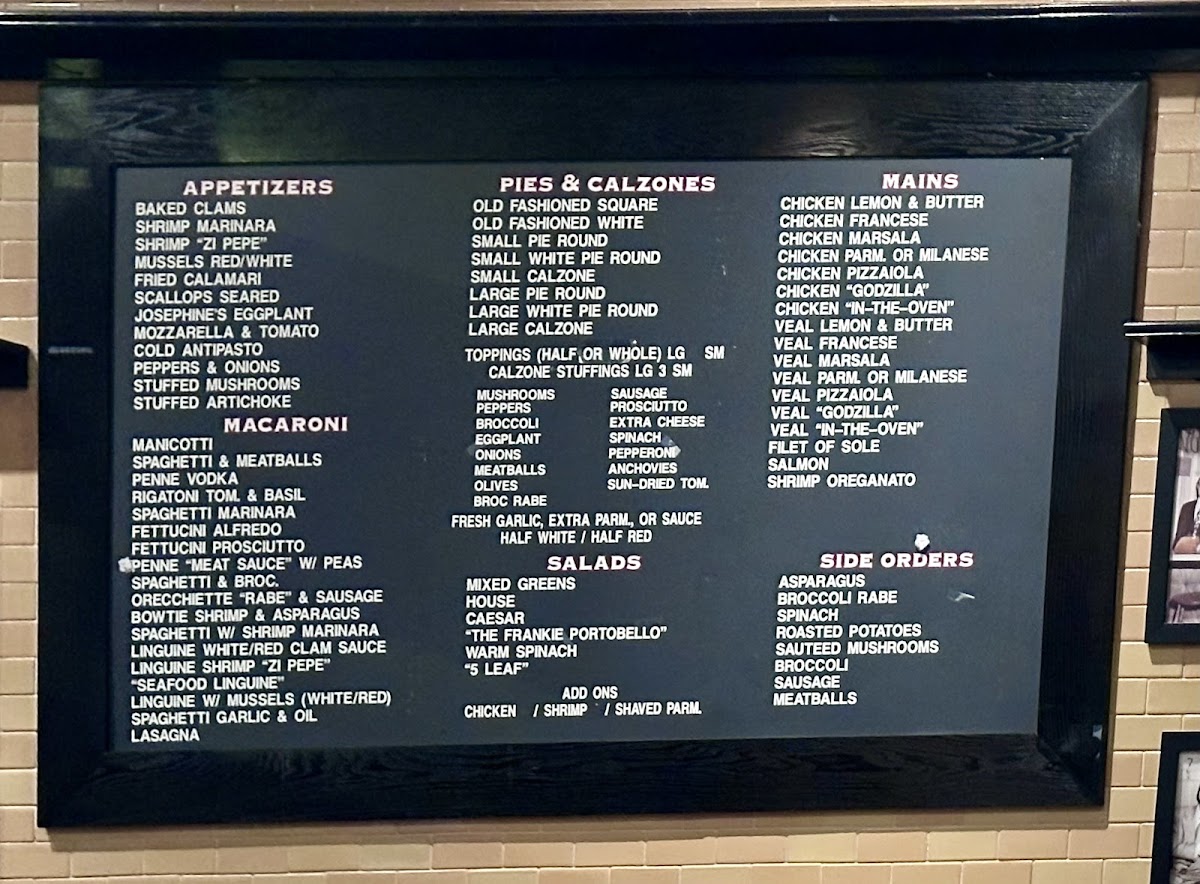 APPETIZERS
BAKED CLAMS
SHRIMP MARINARA
SHRIMP "ZI PEPE"
MUSSELS RED/WHITE
FRIED CALAMARI
SCALLOPS SEARED
JOSEPHINE'S EGGPLANT
MOZZARELLA & TOMATO
COLD ANTIPASTO
PEPPERS & ONIONS
STUFFED MUSHROOMS
STUFFED ARTICHOKE
MACARONI
MANICOTTI
SPAGHETTI & MEATBALLS
PENNE VODKA
RIGATONI TOM. & BASIL
SPAGHETTI MARINARA
FETTUCINI ALFREDO
FETTUCINI PROSCIUTTO
PENNE "MEAT SAUCE" W/ PEAS
SPAGHETTI & BROC.
ORECCHIETTE "RABE" & SAUSAGE
BOWTIE SHRIMP & ASPARAGUS
SPAGHETTI W/ SHRIMP MARINARA
LINGUINE WHITE/RED CLAM SAUCE
LINGUINE SHRIMP "ZI PEPE"
"SEAFOOD LINGUINE"
LINGUINE W/ MUSSELS (WHITE/RED)
SPAGHETTI GARLIC & OIL
LASAGNA
PIES & CALZONES
OLD FASHIONED SQUARE
OLD FASHIONED WHITE
SMALL PIE ROUND
SMALL WHITE PIE ROUND
SMALL CALZONE
LARGE PIE ROUND
LARGE WHITE PIE ROUND
LARGE CALZONE
TOPPINGS (HALF OR WHOLE) LG SM
CALZONE STUFFINGS LG 3 SM
MUSHROOMS
PEPPERS
BROCCOLI
EGGPLANT
ONIONS
MEATBALLS
OLIVES
BROC RABE
SAUSAGE
PROSCIUTTO
EXTRA CHEESE
SPINACH
PEPPERONI
ANCHOVIES
SUN-DRIED TOM.
FRESH GARLIC, EXTRA PARM., OR SAUCE
HALF WHITE / HALF RED
SALADS
MIXED GREENS
HOUSE
CAESAR
"THE FRANKIE PORTOBELLO"
WARM SPINACH
"5 LEAF"
ADD ONS
CHICKEN / SHRIMP / SHAVED PARM.
MAINS
CHICKEN LEMON & BUTTER
CHICKEN FRANCESE
CHICKEN MARSALA
CHICKEN PARM. OR MILANESE
CHICKEN PIZZAIOLA
CHICKEN "GODZILLA"
CHICKEN "IN-THE-OVEN"
VEAL LEMON & BUTTER
VEAL FRANCESE
VEAL MARSALA
VEAL PARM. OR MILANESE
VEAL PIZZAIOLA
VEAL "GODZILLA"
VEAL "IN-THE-OVEN"
FILET OF SOLE
SALMON
SHRIMP OREGANATO
SIDE ORDERS
ASPARAGUS
BROCCOLI RABE
SPINACH
ROASTED POTATOES
SAUTEED MUSHROOMS
BROCCOLI
SAUSAGE
MEATBALLS